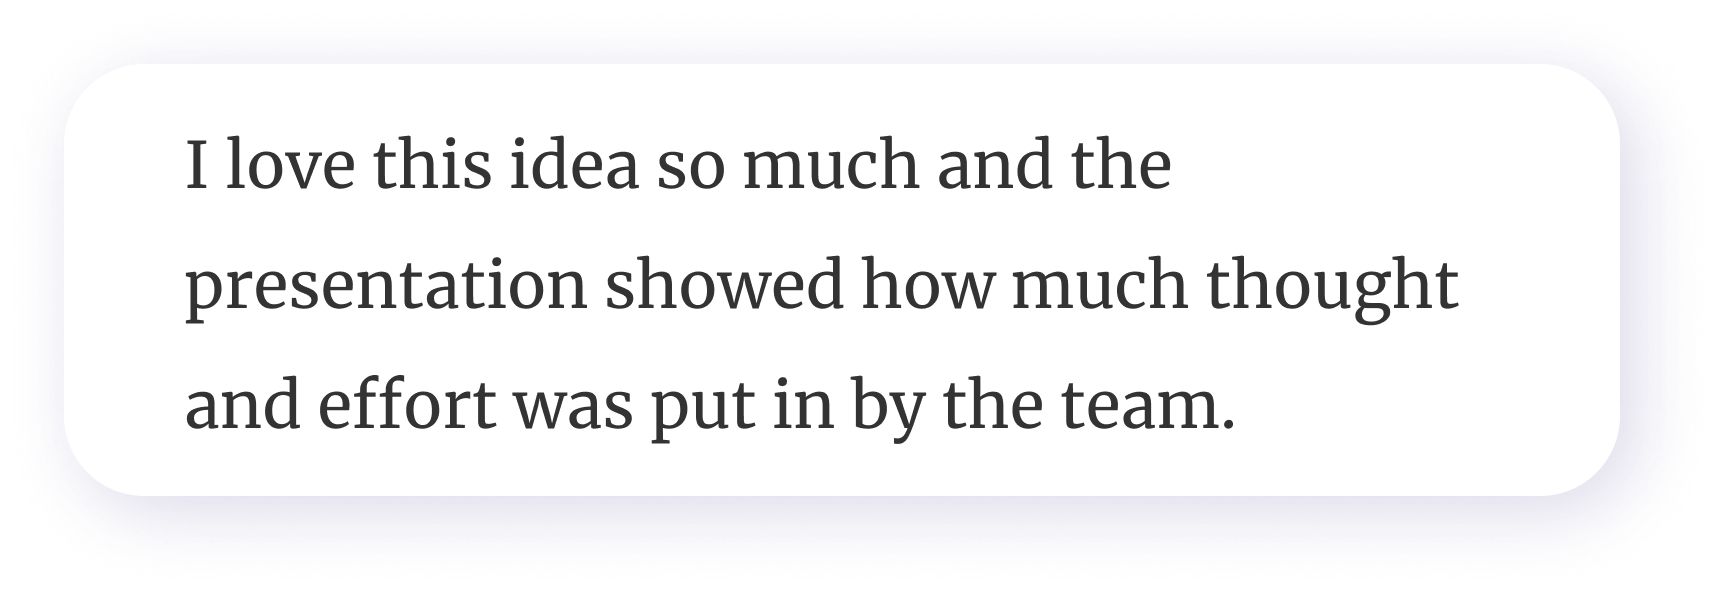 I love this idea so much and the
presentation showed how much thought
and effort was put in by the team.